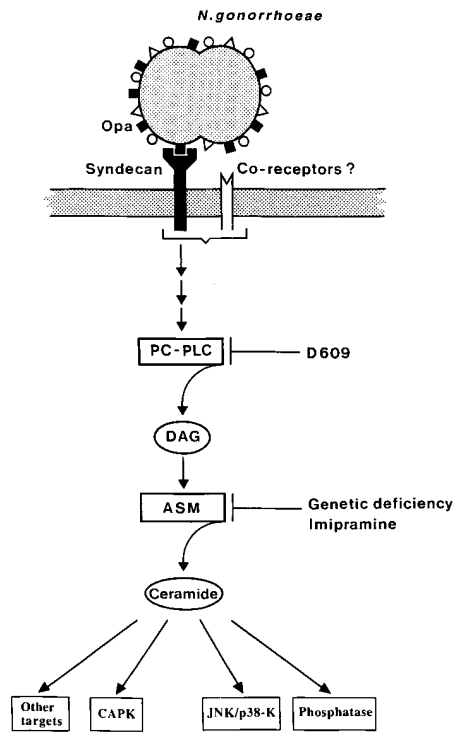 N.gonorrhoeae
Opa
Syndecan
Co-receptors ?
PC-PLC
D609
DAG
ASM
Genetic deficiency
Imipramine
Ceramide
Other
targets
CAPK
JNK/p38-K
Phosphatase